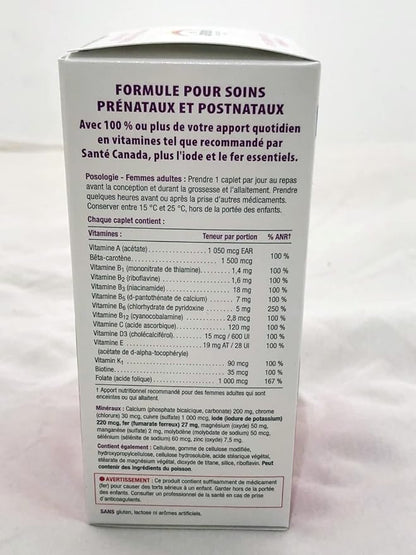 FORMULE POUR SOINS
PRÉNATAUX ET POSTNATAUX
Avec 100 % ou plus de votre apport quotidien
en vitamines tel que recommandé par
Santé Canada, plus l'iode et le fer essentiels.
Posologie - Femmes adultes : Prendre 1 caplet par jour au repas
avant la conception et durant la grossesse et l'allaitement. Prendre
quelques heures avant ou après la prise d'autres médicaments.
Conserver entre 15 °C et 25 °C, hors de la portée des enfants.
Chaque caplet contient :
Vitamines : Teneur par portion % ANR†
Vitamine A (acétate) 1 050 mcg EAR
Bêta-carotène 1 500 mcg 100 %
Vitamine B1 (mononitrate de thiamine) 1,4 mg 100 %
Vitamine B2 (riboflavine) 1,6 mg 100 %
Vitamine B3 (niacinamide) 18 mg 100 %
Vitamine B5 (d-pantothénate de calcium) 7 mg 100 %
Vitamine B6 (chlorhydrate de pyridoxine) 5 mg 250 %
Vitamine B12 (cyanocobalamine) 2,8 mcg 100 %
Vitamine C (acide ascorbique) 120 mg 100 %
Vitamine D3 (cholécalciférol) 15 mcg / 600 UI 100 %
Vitamine E 19 mg AT / 28 UI 100 %
(acétate de d-alpha-tocophéryle)
Vitamin K1 90 mcg 100 %
Biotine 35 mcg 100 %
Folate (acide folique) 1 000 mcg 167 %
† Apport nutritionnel recommandé pour des femmes adultes qui sont
enceintes ou qui allaitent.
Minéraux : Calcium (phosphate bicalcique, carbonate) 200 mg, chrome
(chlorure) 30 mcg, cuivre (sulfate) 1 000 mcg, iode (iodure de potassium)
220 mcg, fer (fumarate ferreux) 27 mg, magnésium (oxyde) 50 mg,
manganèse (sulfate) 2 mg, molybdène (molybdate de sodium) 50 mcg,
sélénium (sélénite de sodium) 60 mcg, zinc (oxyde) 7,5 mg.
Contient également : Cellulose, gomme de cellulose modifiée,
hydroxypropylcellulose, cellulose hydrosoluble, acide stéarique végétal,
stéarate de magnésium végétal, dioxyde de titane, silice, riboflavin. Peut
contenir des ingrédients du poisson.
AVERTISSEMENT : Ce produit contient suffisamment de médicament
(fer) pour causer des torts sérieux à un enfant. Garder hors de la portée
des enfants. Consulter un professionnel de la santé en cas de prise
d'anticoagulants.
SANS gluten, lactose ni arômes artificiels.